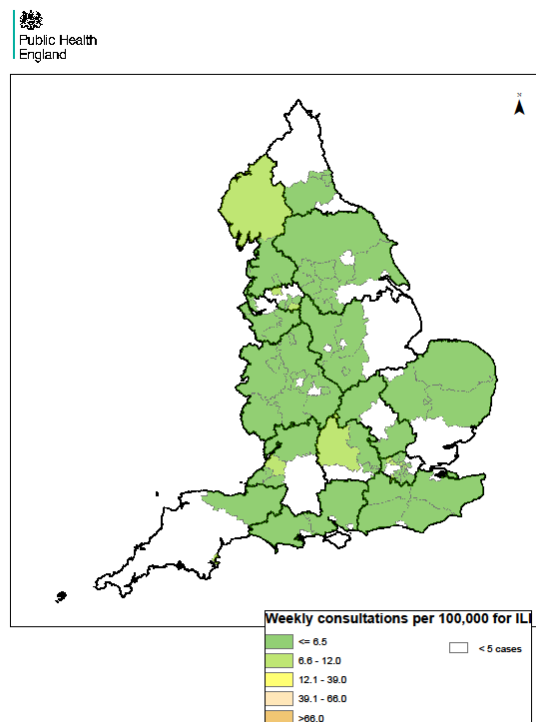 Public Health
England
N
Weekly consultations per 100,000 for ILI
<= 6.5
6.6 - 12.0
12.1 - 39.0
39.1 - 66.0
>66.0
< 5 cases